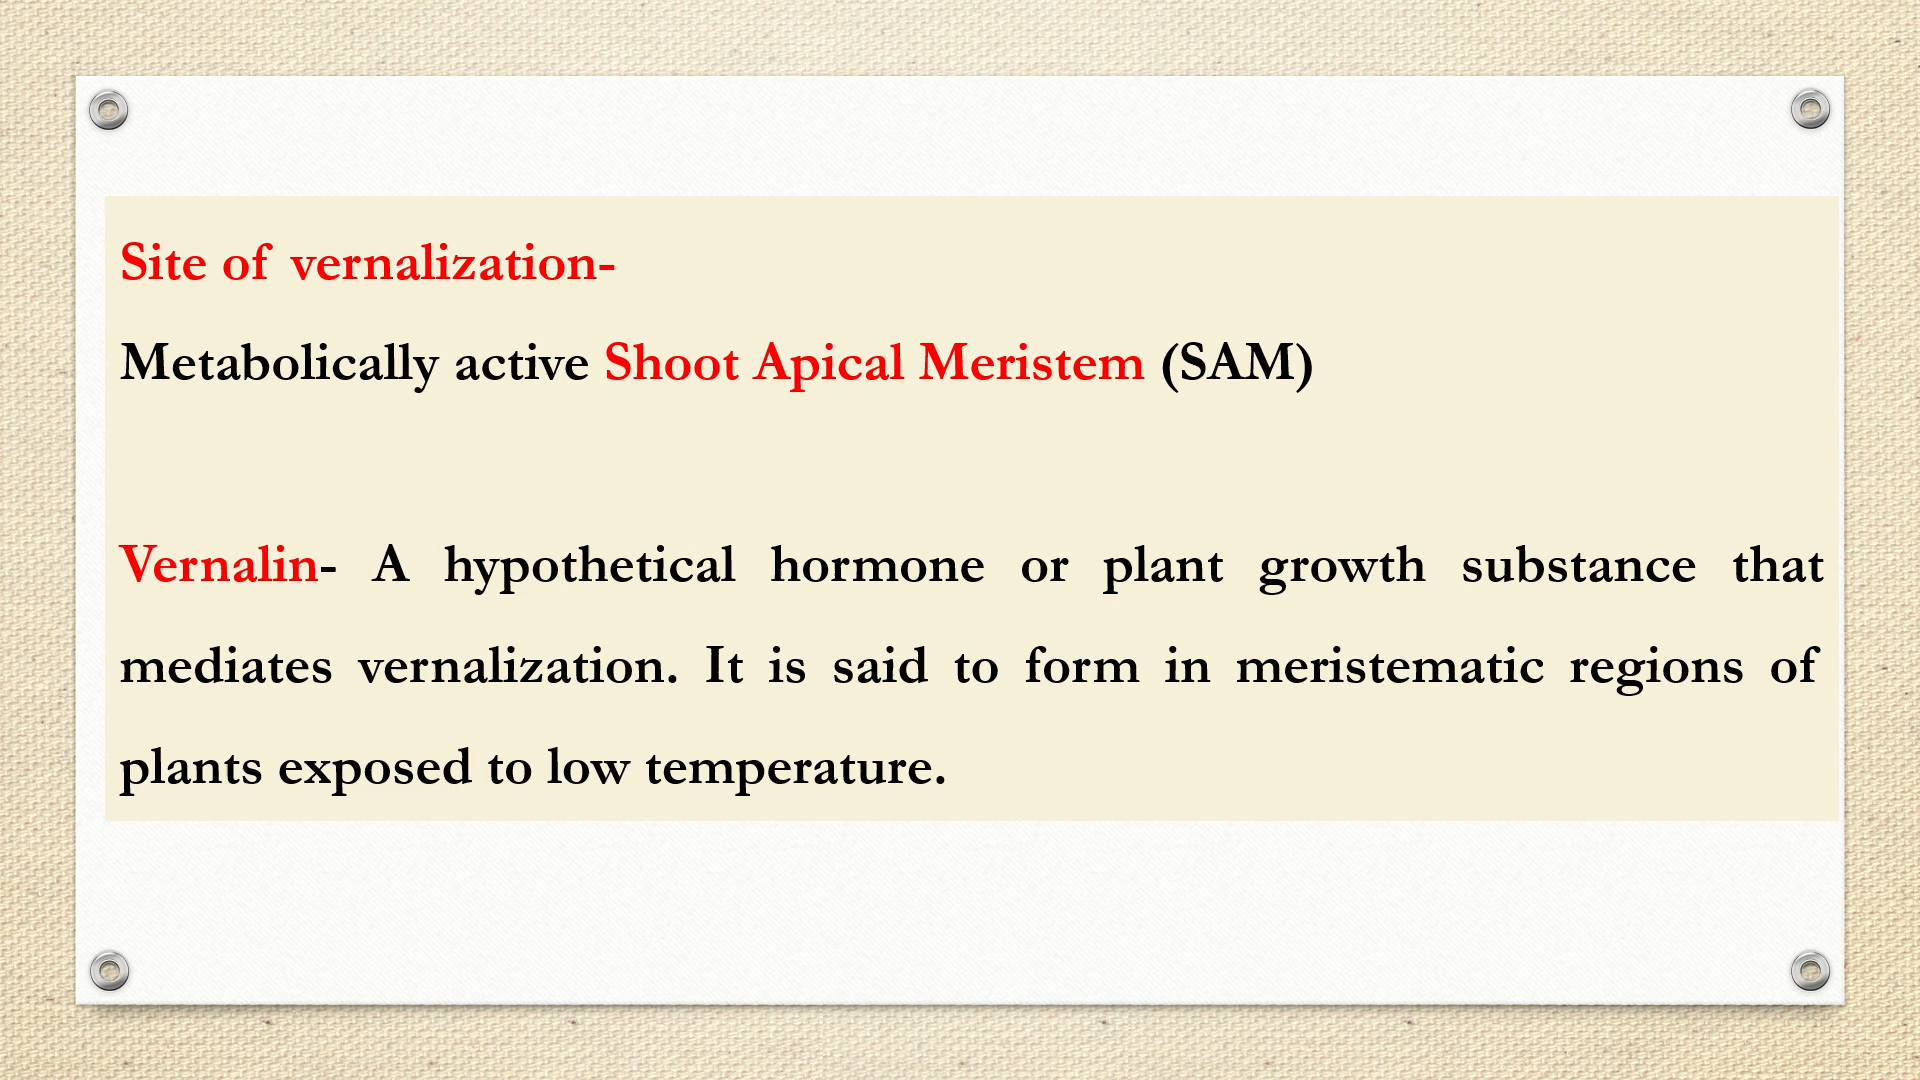 Site of vernalization-
Metabolically active Shoot Apical Meristem (SAM)
Vernalin- A hypothetical hormone or plant growth substance that
mediates vernalization. It is said to form in meristematic regions of
plants exposed to low temperature.